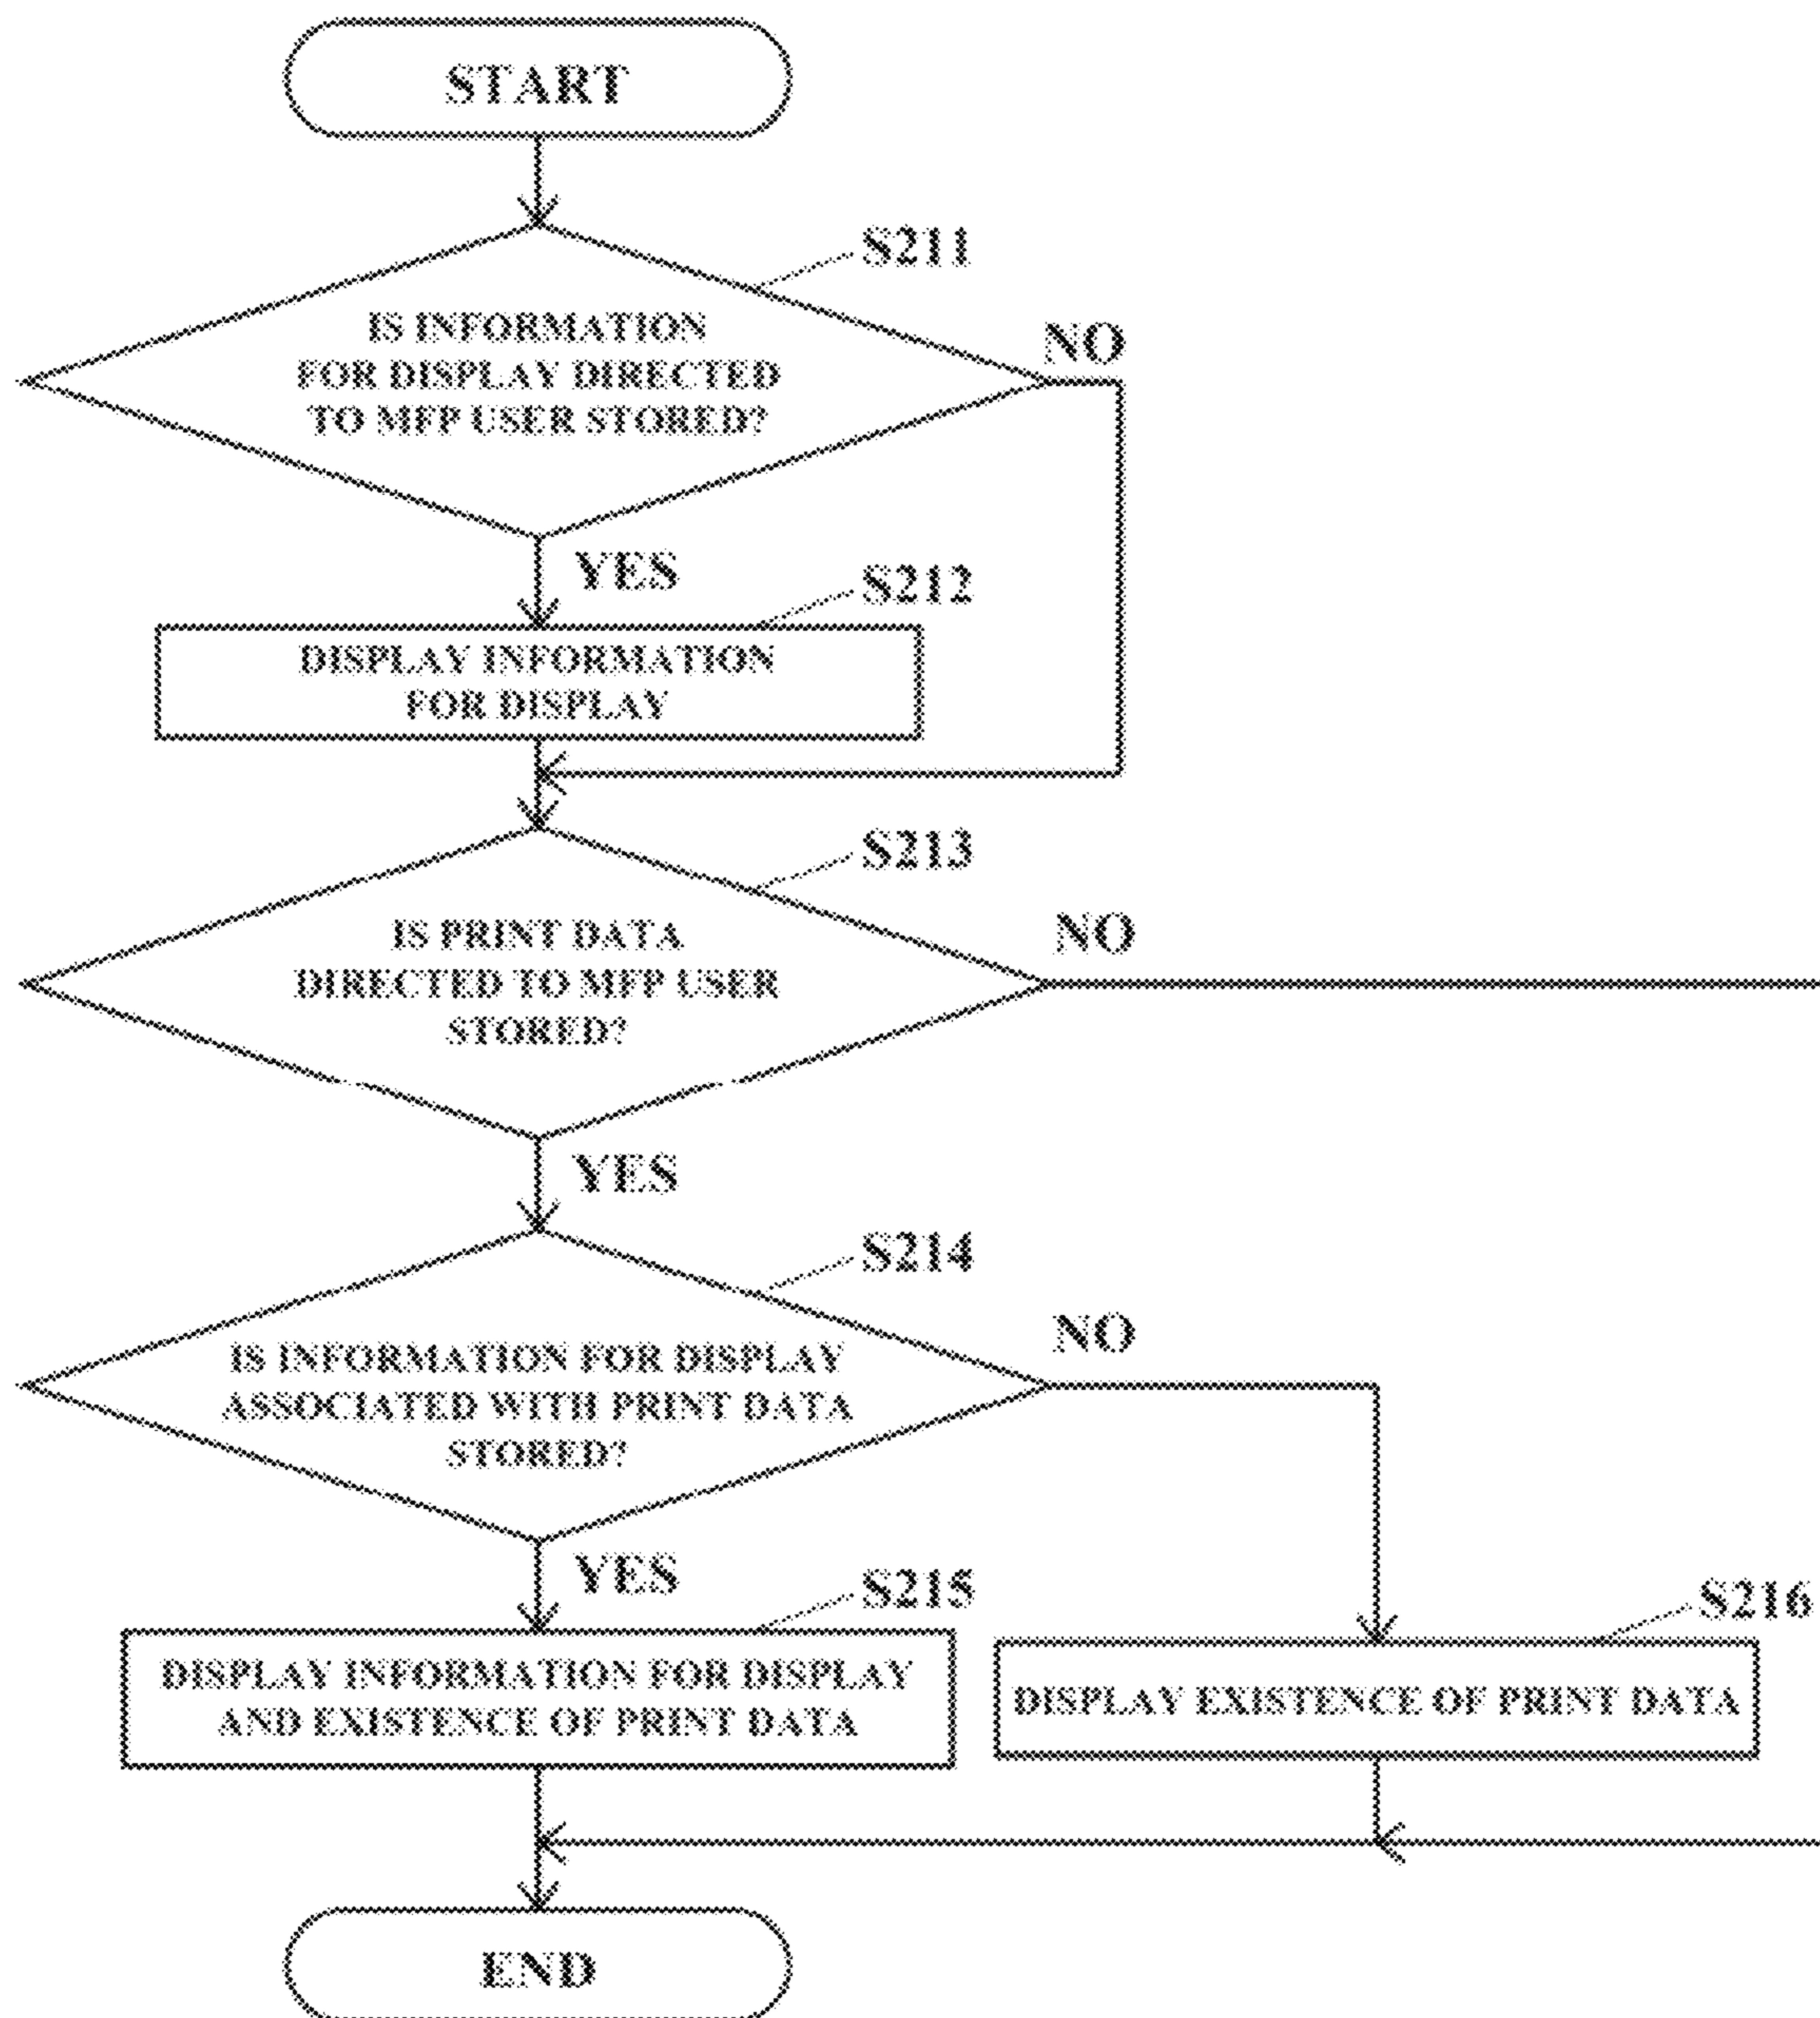 START
S211
IS INFORMATION
FOR DISPLAY DIRECTED
TO MFP USER STORED?
NO
YES
S212
DISPLAY INFORMATION
FOR DISPLAY
S213
IS PRINT DATA
DIRECTED TO MFP USER
STORED?
NO
YES
S214
IS INFORMATION FOR DISPLAY
ASSOCIATED WITH PRINT DATA
STORED?
NO
YES
S215
DISPLAY INFORMATION FOR DISPLAY
AND EXISTENCE OF PRINT DATA
S216
DISPLAY EXISTENCE OF PRINT DATA
END